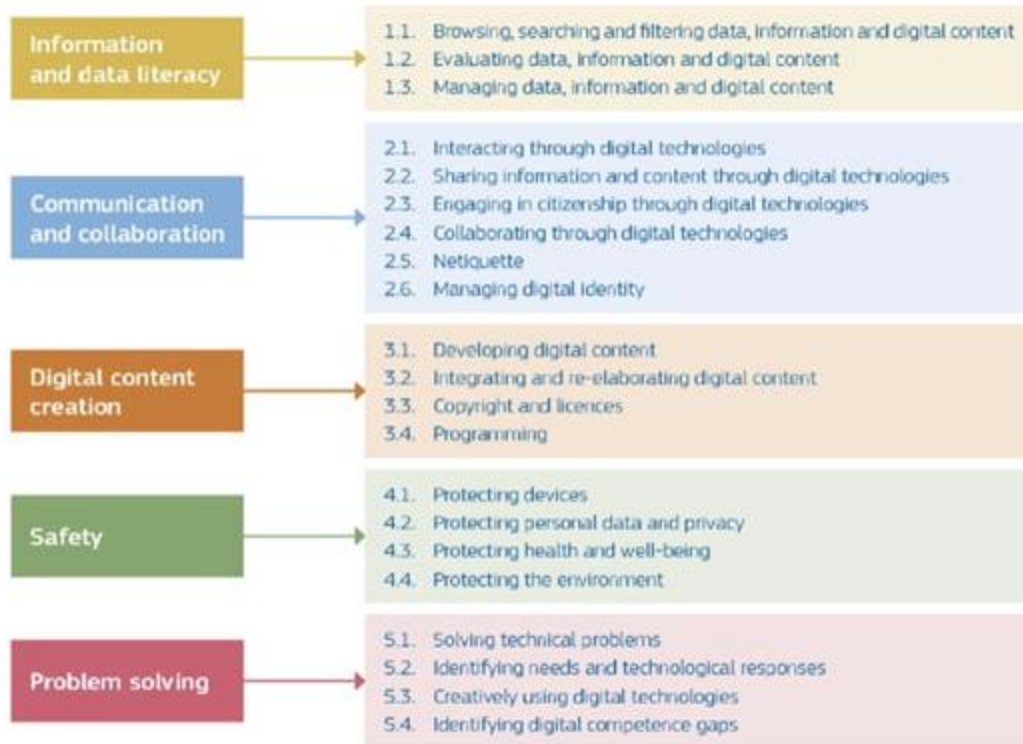 Information
and data literacy
1.1. Browsing, searching and filtering data, information and digital content
1.2. Evaluating data, information and digital content
1.3. Managing data, information and digital content
Communication
and collaboration
2.1. Interacting through digital technologies
2.2. Sharing information and content through digital technologies
2.3. Engaging in citizenship through digital technologies
2.4. Collaborating through digital technologies
2.5. Netiquette
2.6. Managing digital identity
Digital content
creation
3.1. Developing digital content
3.2. Integrating and re-elaborating digital content
3.3. Copyright and licences
3.4. Programming
Safety
4.1. Protecting devices
4.2. Protecting personal data and privacy
4.3. Protecting health and well-being
4.4. Protecting the environment
Problem solving
5.1. Solving technical problems
5.2. Identifying needs and technological responses
5.3. Creatively using digital technologies
5.4. Identifying digital competence gaps